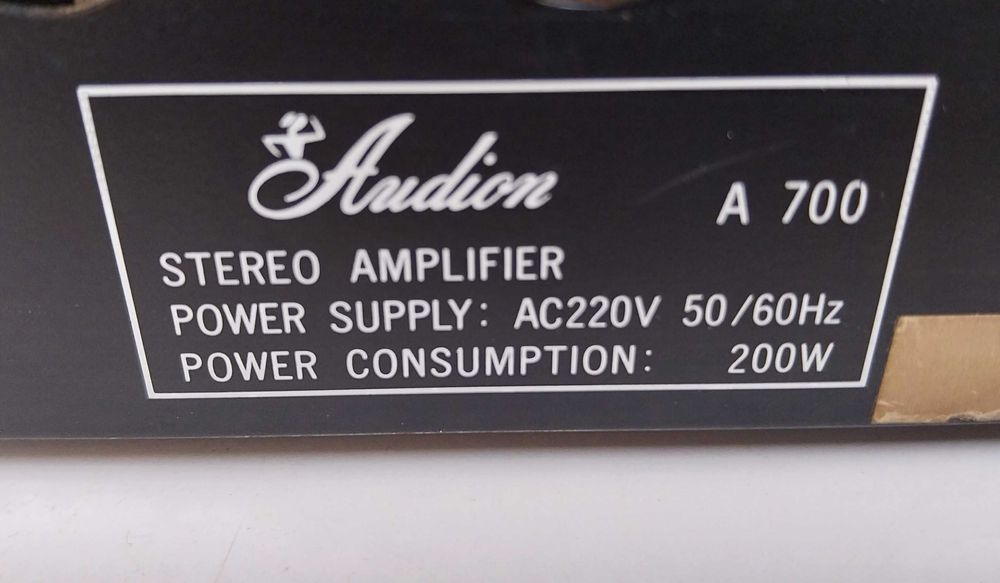 Audion A 700
STEREO AMPLIFIER
POWER SUPPLY: AC220V 50/60Hz
POWER CONSUMPTION: 200W